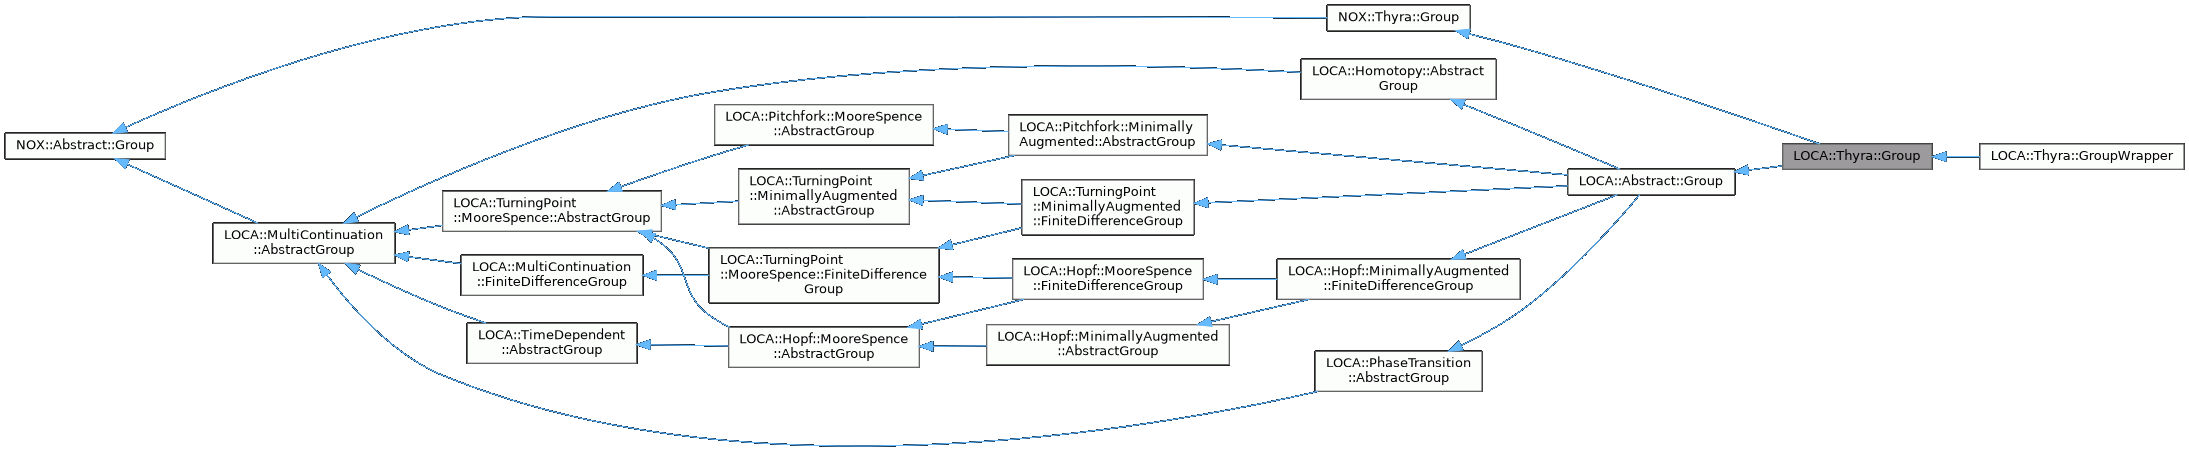 NOX::Thyra::Group
LOCA::Homotopy::Abstract
Group
LOCA::Pitchfork::MooreSpence
::AbstractGroup
LOCA::Pitchfork::Minimally
Augmented::AbstractGroup
NOX::Abstract::Group
LOCA::Thyra::Group
LOCA::Thyra::GroupWrapper
LOCA::TurningPoint
::MinimallyAugmented
::AbstractGroup
LOCA::Abstract::Group
LOCA::TurningPoint
::MooreSpence::AbstractGroup
LOCA::TurningPoint
::MinimallyAugmented
::FiniteDifferenceGroup
LOCA::MultiContinuation
::AbstractGroup
LOCA::MultiContinuation
::FiniteDifferenceGroup
LOCA::TurningPoint
::MooreSpence::FiniteDifference
Group
LOCA::Hopf::MooreSpence
::FiniteDifferenceGroup
LOCA::Hopf::MinimallyAugmented
::FiniteDifferenceGroup
LOCA::TimeDependent
::AbstractGroup
LOCA::Hopf::MooreSpence
::AbstractGroup
LOCA::Hopf::MinimallyAugmented
::AbstractGroup
LOCA::PhaseTransition
::AbstractGroup